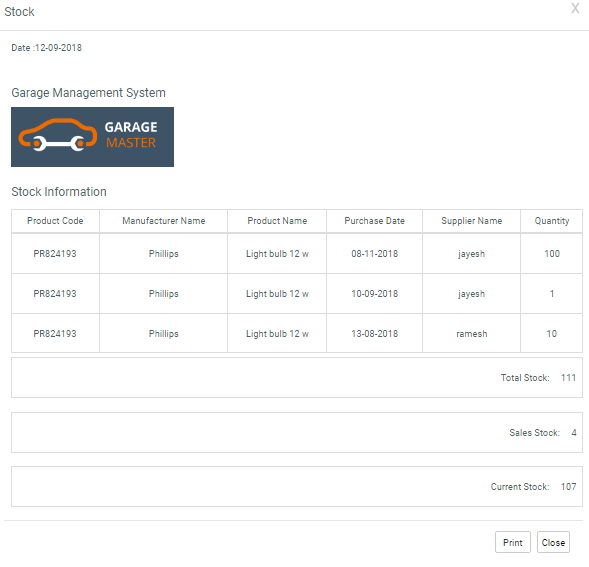 Stock X
Date :12-09-2018
Garage Management System
GARAGE
MASTER
Stock Information
Product Code Manufacturer Name Product Name Purchase Date Supplier Name Quantity
PR824193 Phillips Light bulb 12 w 08-11-2018 jayesh 100
PR824193 Phillips Light bulb 12 w 10-09-2018 jayesh 1
PR824193 Phillips Light bulb 12 w 13-08-2018 ramesh 10
Total Stock: 111
Sales Stock: 4
Current Stock: 107
Print Close